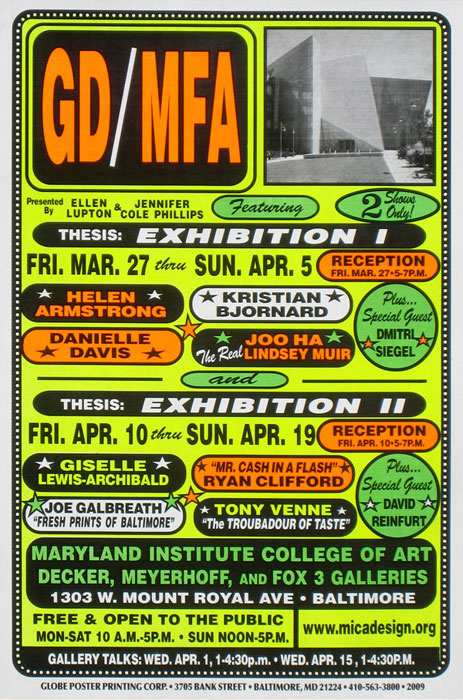 GD/MFA
Presented By ELLEN LUPTON & JENNIFER COLE PHILLIPS
Featuring
2 Shows Only!
THESIS: EXHIBITION I
FRI. MAR. 27 thru SUN. APR. 5
RECEPTION
FRI. MAR. 27•5-7P.M.
HELEN
ARMSTRONG
KRISTIAN
BJORNARD
Plus...
Special Guest
DMITRI
SIEGEL
DANIELLE
DAVIS
The Real
JOO HA
LINDSEY MUIR
and
THESIS: EXHIBITION II
FRI. APR. 10 thru SUN. APR. 19
RECEPTION
FRI. APR. 10•5-7P.M.
GISELLE
LEWIS-ARCHIBALD
"MR. CASH IN A FLASH"
RYAN CLIFFORD
Plus...
Special Guest
DAVID
REINFURT
JOE GALBREATH
"FRESH PRINTS OF BALTIMORE"
TONY VENNE
"The TROUBADOUR OF TASTE"
MARYLAND INSTITUTE COLLEGE OF ART
DECKER, MEYERHOFF, AND FOX 3 GALLERIES
1303 W. MOUNT ROYAL AVE • BALTIMORE
FREE & OPEN TO THE PUBLIC
MON-SAT 10 A.M.-5P.M. • SUN NOON-5P.M.
www.micadesign.org
GALLERY TALKS: WED. APR. 1, 1-4:30p.m. • WED. APR. 15, 1-4:30P.M.
GLOBE POSTER PRINTING CORP. • 3705 BANK STREET • BALTIMORE, MD 21224 • 410-563-3800 • 2009